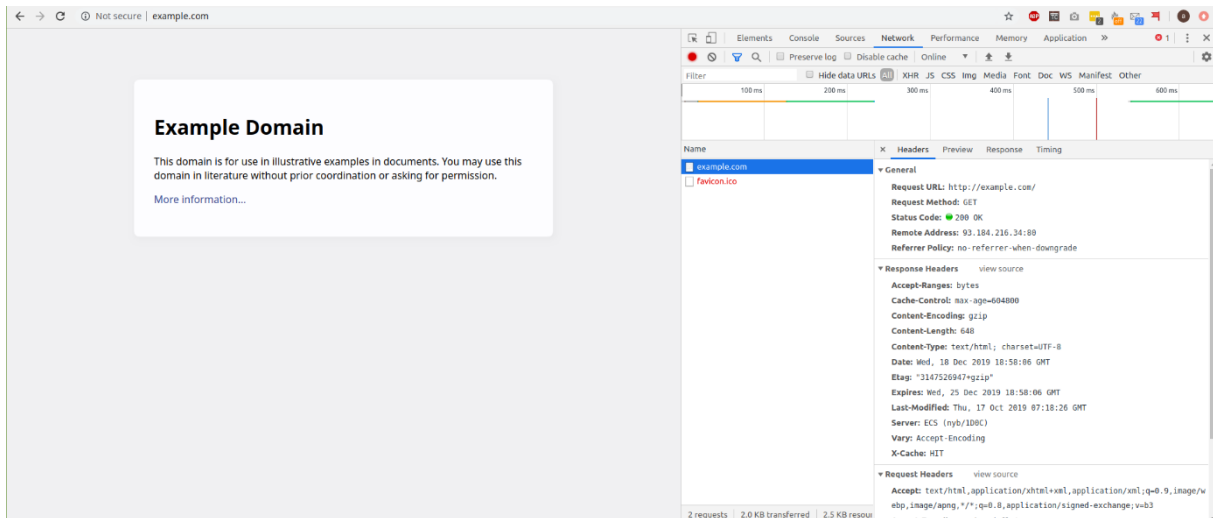 Not secure | example.com
Example Domain
This domain is for use in illustrative examples in documents. You may use this
domain in literature without prior coordination or asking for permission.
More information...
Elements Console Sources Network Performance Memory Application » 1
Preserve log Disable cache Online
Filter Hide data URLs All XHR JS CSS Img Media Font Doc WS Manifest Other
100 ms 200 ms 300 ms 400 ms 500 ms 600 ms
Name
example.com
favicon.ico
2 requests 2.0 KB transferred 2.5 KB resour
× Headers Preview Response Timing
General
Request URL: http://example.com/
Request Method: GET
Status Code: 200 OK
Remote Address: 93.184.216.34:80
Referrer Policy: no-referrer-when-downgrade
Response Headers view source
Accept-Ranges: bytes
Cache-Control: max-age=604800
Content-Encoding: gzip
Content-Length: 648
Content-Type: text/html; charset=UTF-8
Date: Wed, 18 Dec 2019 18:58:06 GMT
Etag: "3147526947+gzip"
Expires: Wed, 25 Dec 2019 18:58:06 GMT
Last-Modified: Thu, 17 Oct 2019 07:18:26 GMT
Server: ECS (nyb/1D0C)
Vary: Accept-Encoding
X-Cache: HIT
Request Headers view source
Accept: text/html,application/xhtml+xml,application/xml;q=0.9,image/w
ebp,image/apng,*/*;q=0.8,application/signed-exchange;v=b3